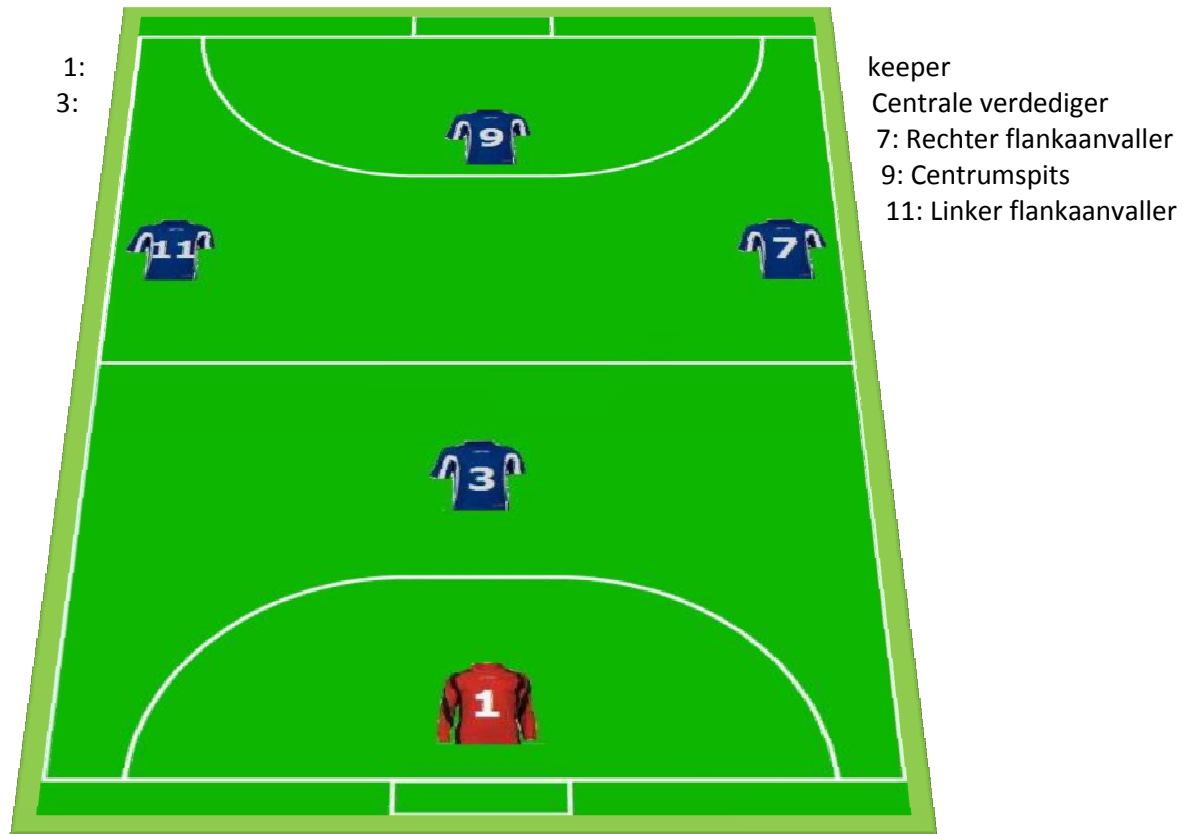 1: keeper
3: Centrale verdediger
7: Rechter flankaanvaller
9: Centrumspits
11: Linker flankaanvaller
9
11
7
3
1